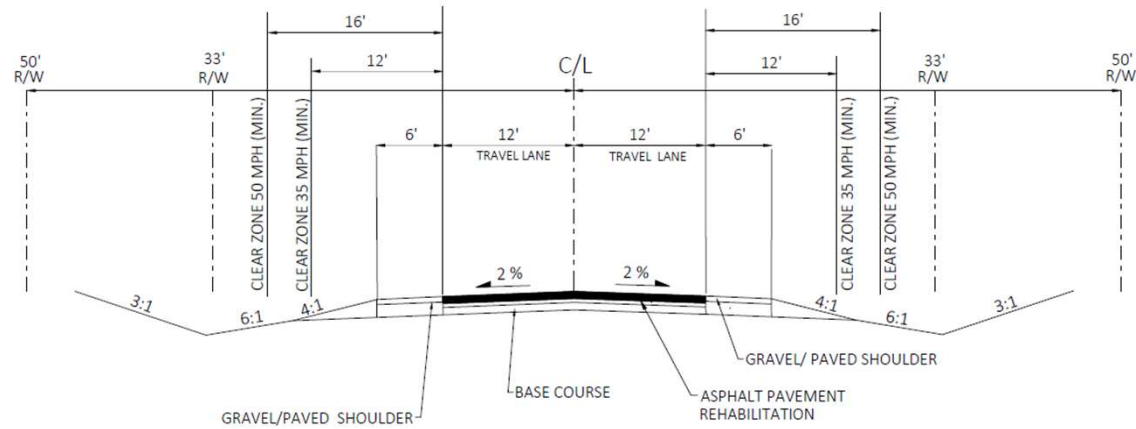 16'
16'
50'
R/W
33'
R/W
12'
C/L
12'
33'
R/W
50'
R/W
CLEAR ZONE 50 MPH (MIN.)
CLEAR ZONE 35 MPH (MIN.)
6'
12'
TRAVEL LANE
12'
TRAVEL LANE
6'
CLEAR ZONE 35 MPH (MIN.)
CLEAR ZONE 50 MPH (MIN.)
2 %
2 %
3:1
6:1
4:1
4:1
6:1
3:1
GRAVEL/ PAVED SHOULDER
BASE COURSE
ASPHALT PAVEMENT
REHABILITATION
GRAVEL/PAVED SHOULDER